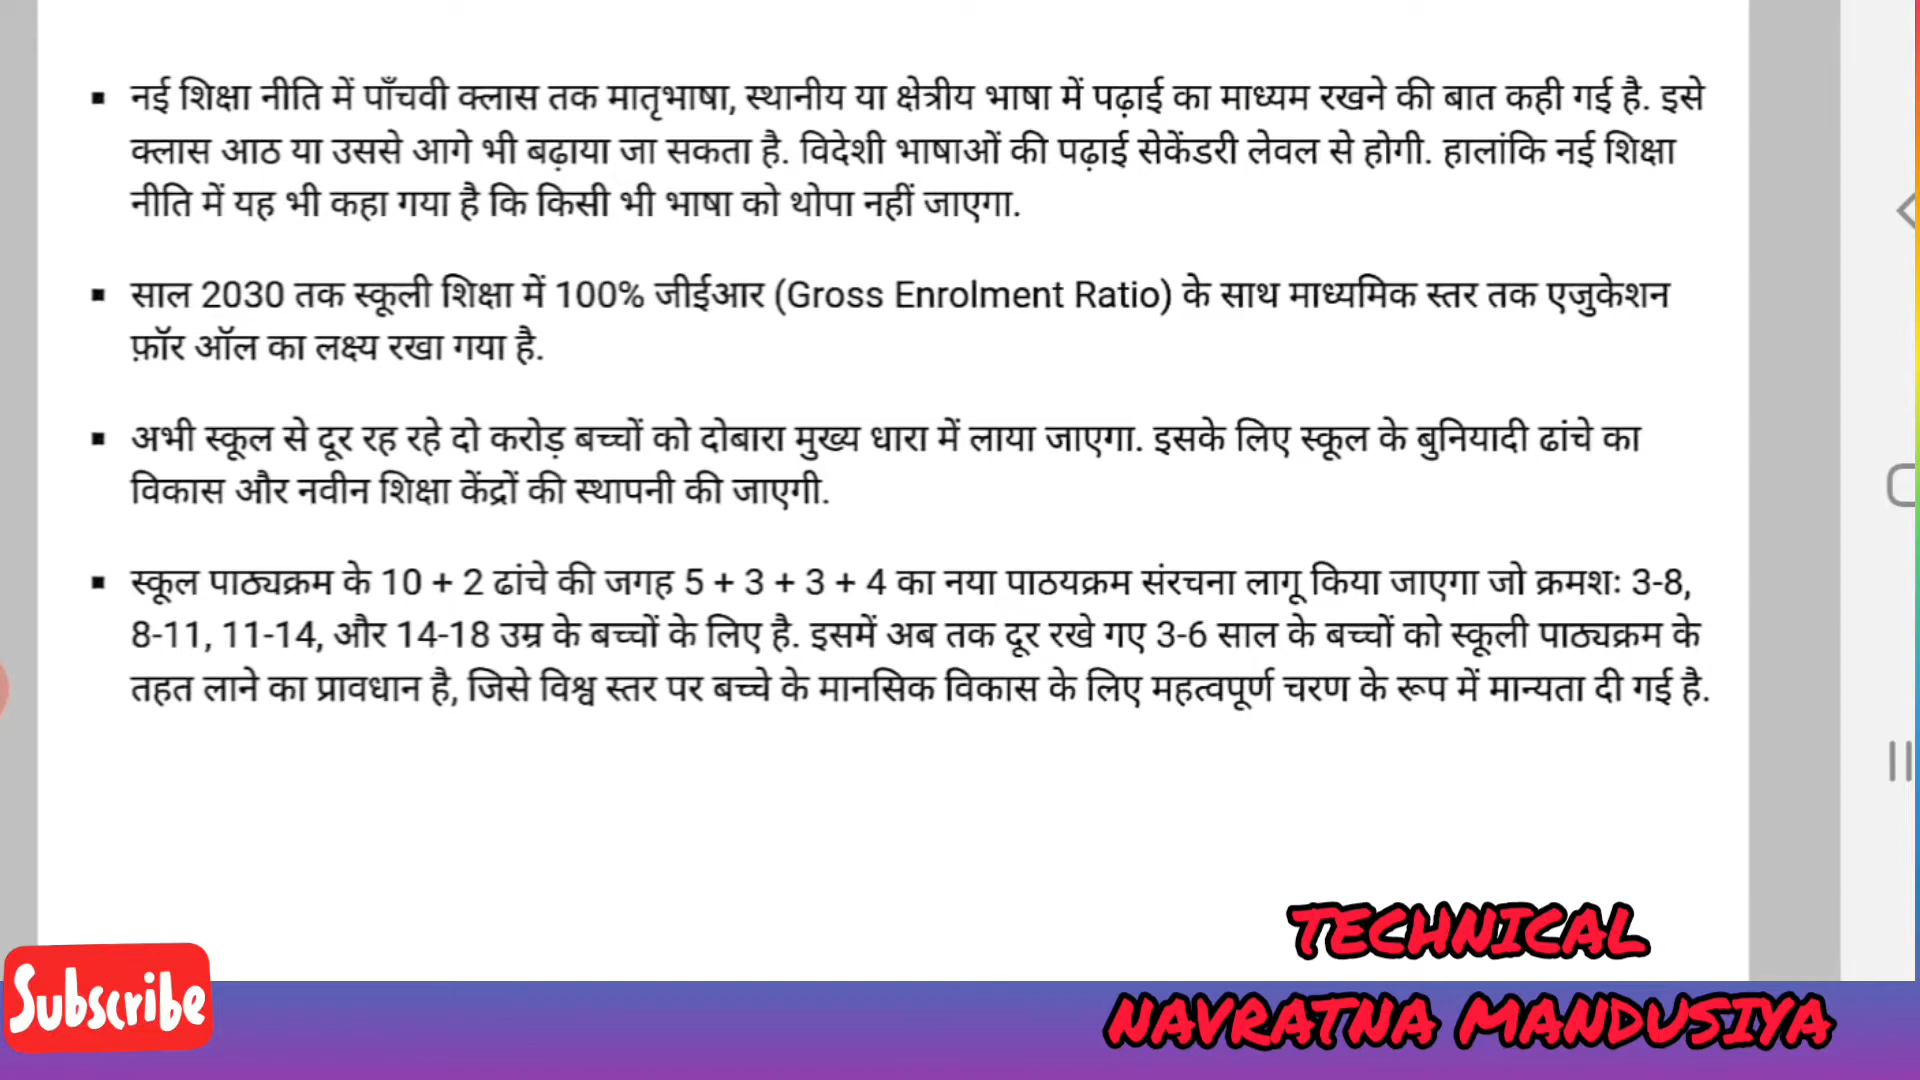 ▪ नई शिक्षा नीति में पाँचवी क्लास तक मातृभाषा, स्थानीय या क्षेत्रीय भाषा में पढ़ाई का माध्यम रखने की बात कही गई है. इसे
क्लास आठ या उससे आगे भी बढ़ाया जा सकता है. विदेशी भाषाओं की पढ़ाई सेकेंडरी लेवल से होगी. हालांकि नई शिक्षा
नीति में यह भी कहा गया है कि किसी भी भाषा को थोपा नहीं जाएगा.
▪ साल 2030 तक स्कूली शिक्षा में 100% जीईआर (Gross Enrolment Ratio) के साथ माध्यमिक स्तर तक एजुकेशन
फ़ॉर ऑल का लक्ष्य रखा गया है.
▪ अभी स्कूल से दूर रह रहे दो करोड़ बच्चों को दोबारा मुख्य धारा में लाया जाएगा. इसके लिए स्कूल के बुनियादी ढांचे का
विकास और नवीन शिक्षा केंद्रों की स्थापनी की जाएगी.
▪ स्कूल पाठ्यक्रम के 10 + 2 ढांचे की जगह 5 + 3 + 3 + 4 का नया पाठयक्रम संरचना लागू किया जाएगा जो क्रमशः 3-8,
8-11, 11-14, और 14-18 उम्र के बच्चों के लिए है. इसमें अब तक दूर रखे गए 3-6 साल के बच्चों को स्कूली पाठ्यक्रम के
तहत लाने का प्रावधान है, जिसे विश्व स्तर पर बच्चे के मानसिक विकास के लिए महत्वपूर्ण चरण के रूप में मान्यता दी गई है.
TECHNICAL
Subscribe
NAVRATNA MANDUSIYA